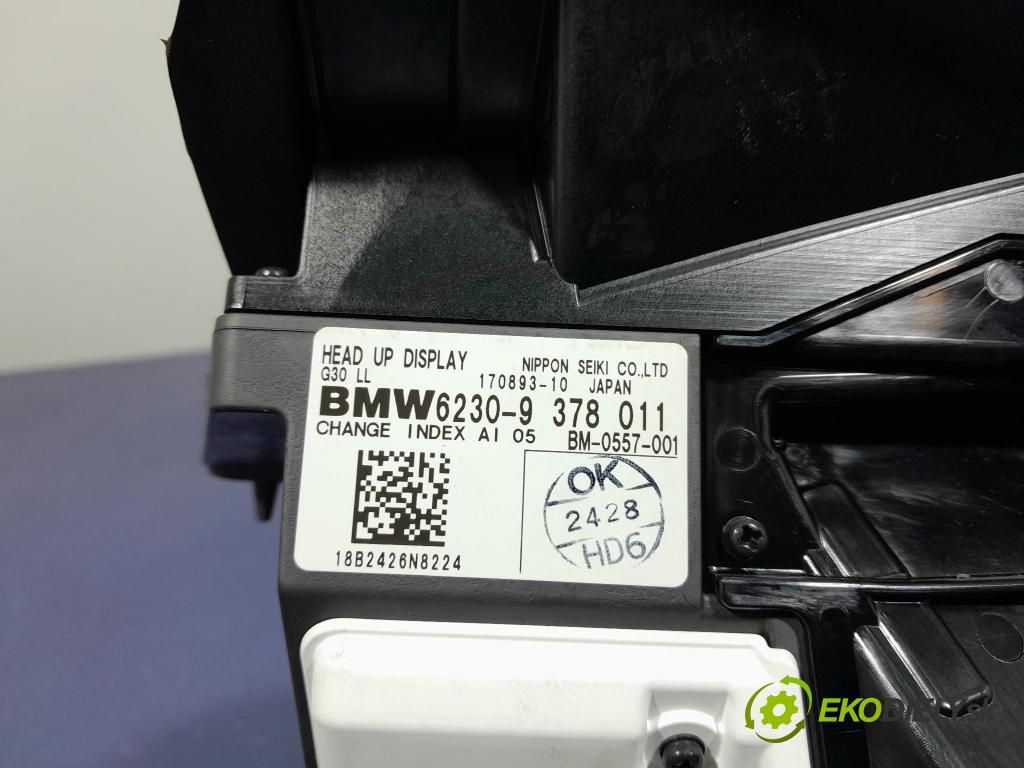 HEAD UP DISPLAY NIPPON SEIKI CO.,LTD
G30 LL 170893-10 JAPAN
BMW6230-9 378 011
CHANGE INDEX AI 05 BM-0557-001
OK
2428
HD6
18B2426N8224
EKO